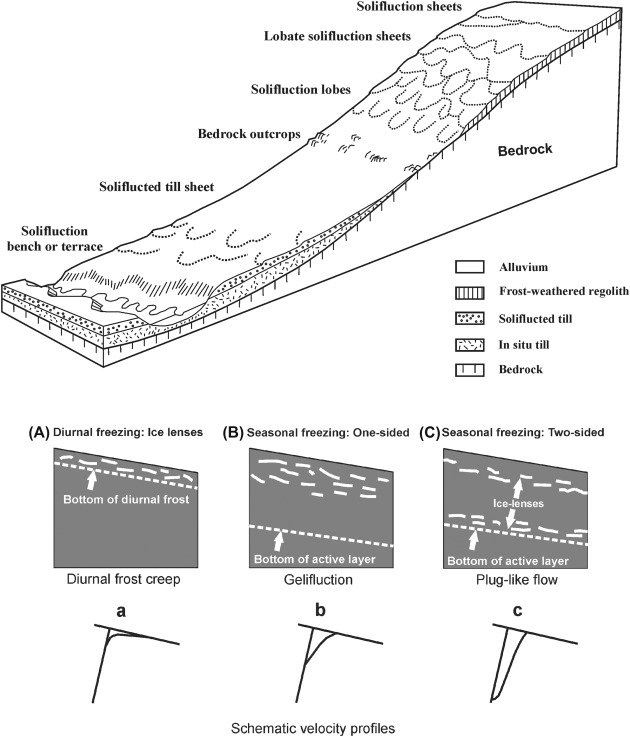 Solifluction sheets
Lobate solifluction sheets
Solifluction lobes
Bedrock outcrops
Bedrock
Soliflucted till sheet
Solifluction
bench or terrace
Alluvium
Frost-weathered regolith
Soliflucted till
In situ till
Bedrock
(A) Diurnal freezing: Ice lenses
Bottom of diurnal frost
Diurnal frost creep
(B) Seasonal freezing: One-sided
Bottom of active layer
Gelifluction
(C) Seasonal freezing: Two-sided
Ice-lenses
Bottom of active layer
Plug-like flow
a
b
c
Schematic velocity profiles